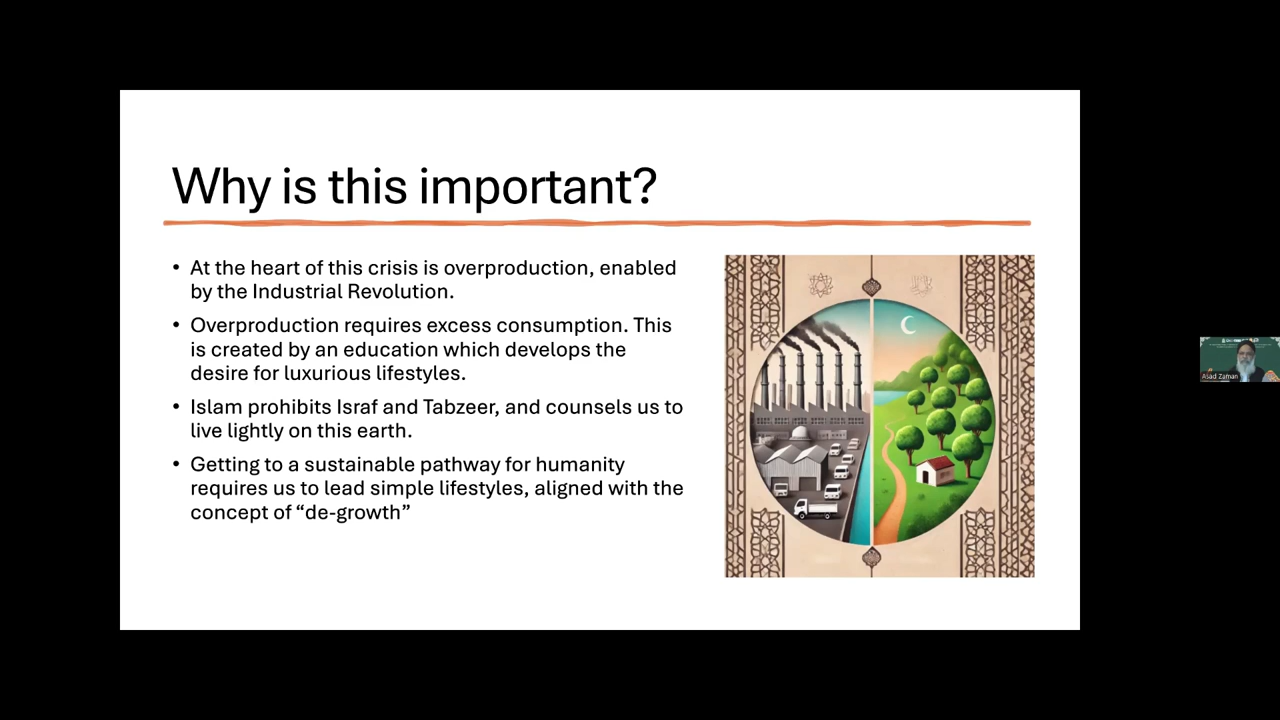 Why is this important?
• At the heart of this crisis is overproduction, enabled
by the Industrial Revolution.
• Overproduction requires excess consumption. This
is created by an education which develops the
desire for luxurious lifestyles.
• Islam prohibits Israf and Tabzeer, and counsels us to
live lightly on this earth.
• Getting to a sustainable pathway for humanity
requires us to lead simple lifestyles, aligned with the
concept of “de-growth”
Asad Zaman